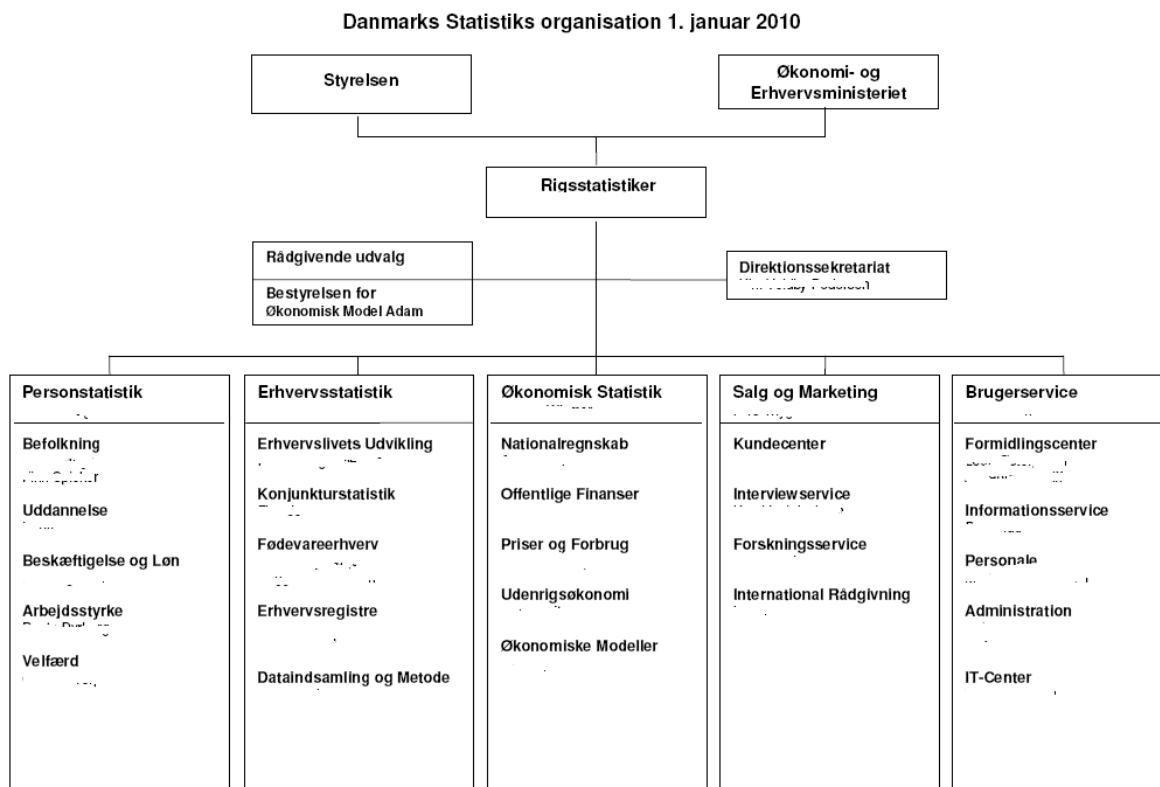 Danmarks Statistiks organisation 1. januar 2010
Styrelsen
Økonomi- og
Erhvervsministeriet
Rigsstatistiker
Rådgivende udvalg
Bestyrelsen for
Økonomisk Model Adam
Direktionssekretariat
Personstatistik
Befolkning
Uddannelse
Beskæftigelse og Løn
Arbejdsstyrke
Velfærd
Erhvervsstatistik
Erhvervslivets Udvikling
Konjunkturstatistik
Fødevareerhverv
Erhvervsregistre
Dataindsamling og Metode
Økonomisk Statistik
Nationalregnskab
Offentlige Finanser
Priser og Forbrug
Udenrigsøkonomi
Økonomiske Modeller
Salg og Marketing
Kundecenter
Interviewservice
Forskningsservice
International Rådgivning
Brugerservice
Formidlingscenter
Informationsservice
Personale
Administration
IT-Center